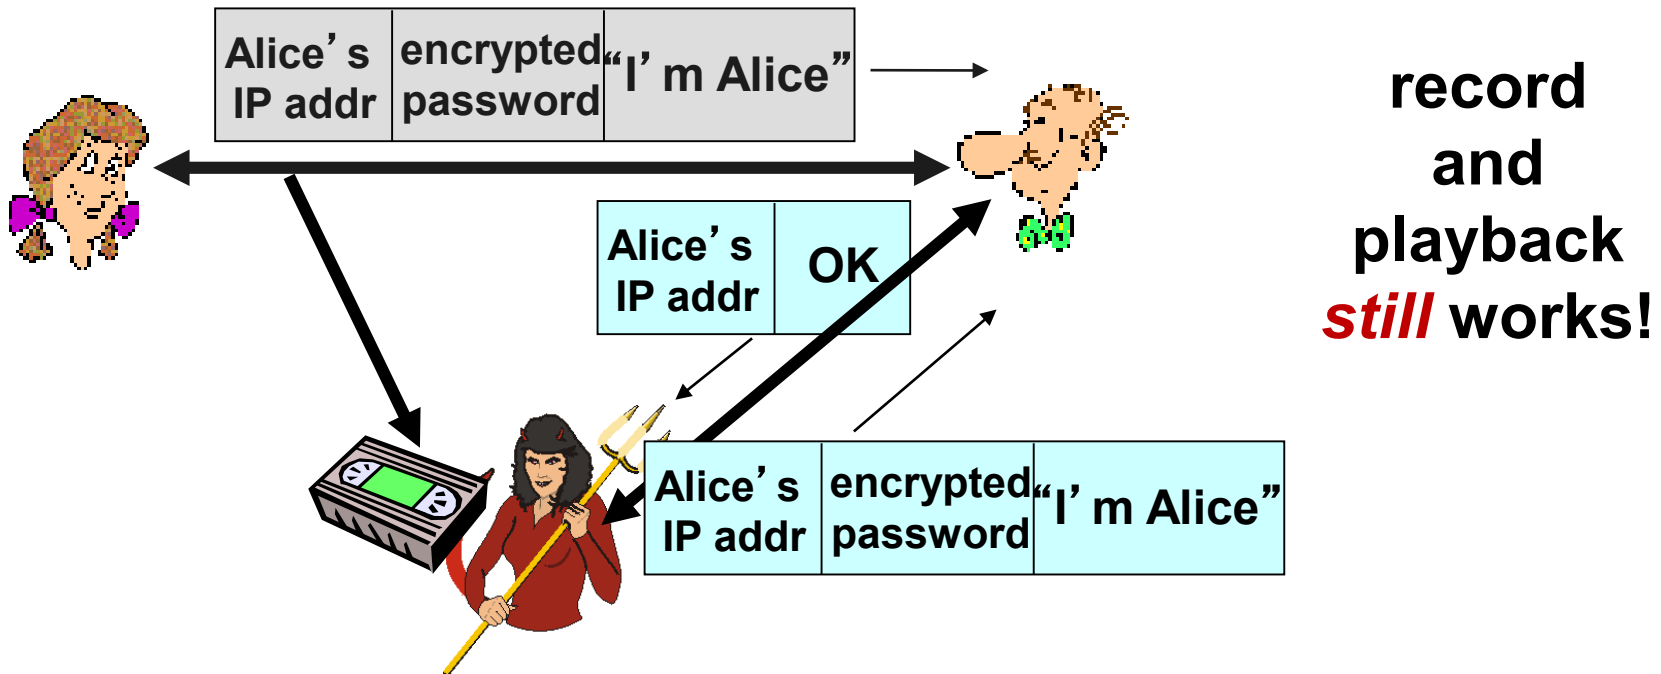 Alice’s
IP addr
encrypted
password
“I’m Alice”
record
and
playback
still works!
Alice’s
IP addr
OK
Alice’s
IP addr
encrypted
password
“I’m Alice”